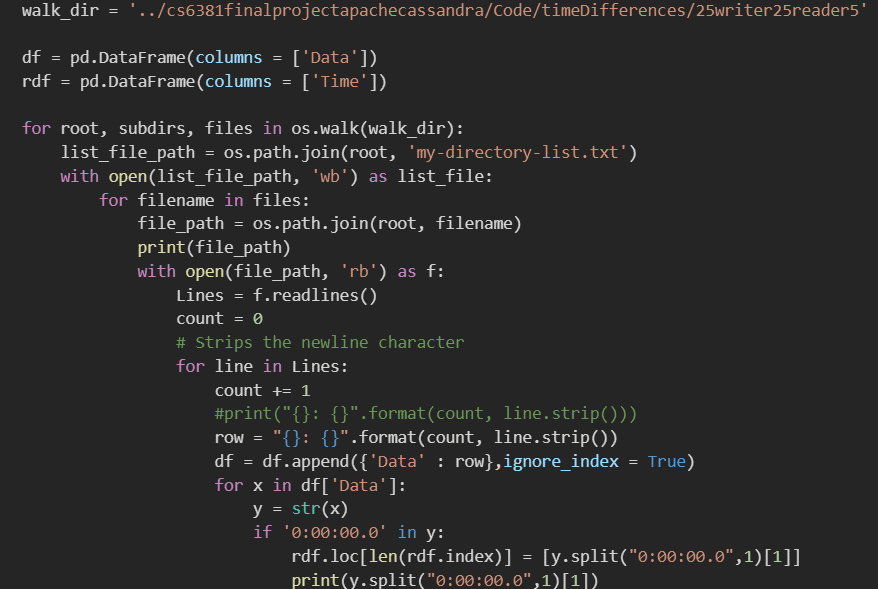 walk_dir = '../cs6381finalprojectapachecassandra/Code/timeDifferences/25writer25reader5'

df = pd.DataFrame(columns = ['Data'])
rdf = pd.DataFrame(columns = ['Time'])

for root, subdirs, files in os.walk(walk_dir):
    list_file_path = os.path.join(root, 'my-directory-list.txt')
    with open(list_file_path, 'wb') as list_file:
        for filename in files:
            file_path = os.path.join(root, filename)
            print(file_path)
            with open(file_path, 'rb') as f:
                Lines = f.readlines()
                count = 0
                # Strips the newline character
                for line in Lines:
                    count += 1
                    #print("{}: {}".format(count, line.strip()))
                    row = "{}: {}".format(count, line.strip())
                    df = df.append({'Data' : row},ignore_index = True)
                    for x in df['Data']:
                        y = str(x)
                        if '0:00:00.0' in y:
                            rdf.loc[len(rdf.index)] = [y.split("0:00:00.0",1)[1]]
                            print(y.split("0:00:00.0",1)[1])